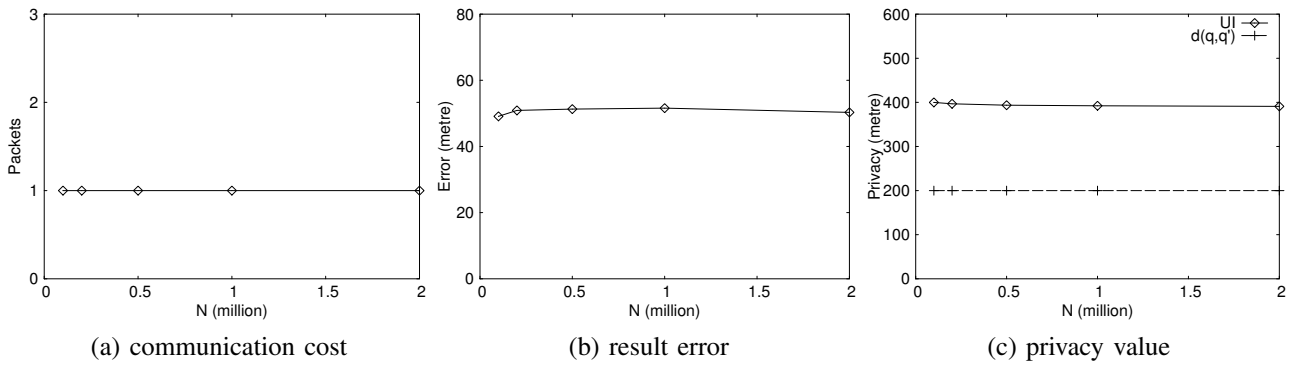 3
2
1
0
Packets
0 0.5 1 1.5 2
N (million)
(a) communication cost
80
60
40
20
0
Error (metre)
0 0.5 1 1.5 2
N (million)
(b) result error
600
500
400
300
200
100
0
Privacy (metre)
UI
d(q,q')
0 0.5 1 1.5 2
N (million)
(c) privacy value